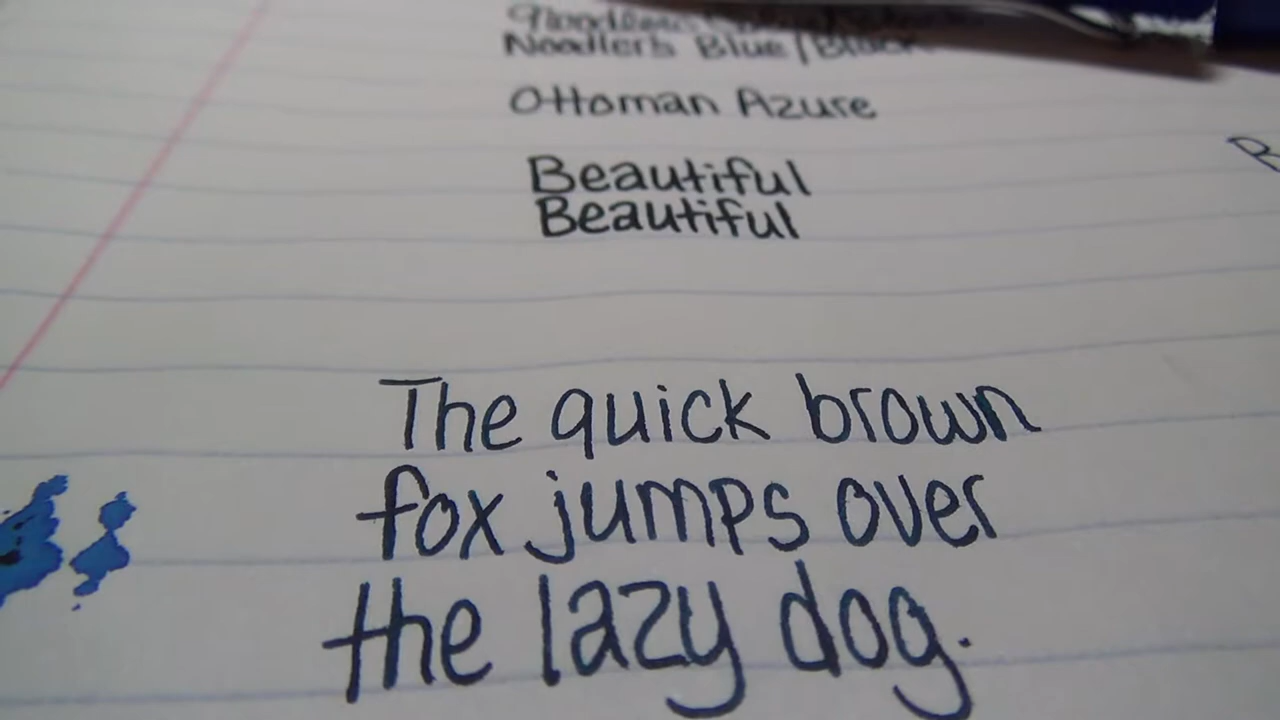 Noodler's Blue/Black
Ottoman Azure
Beautiful
Beautiful
The quick brown
fox jumps over
the lazy dog.